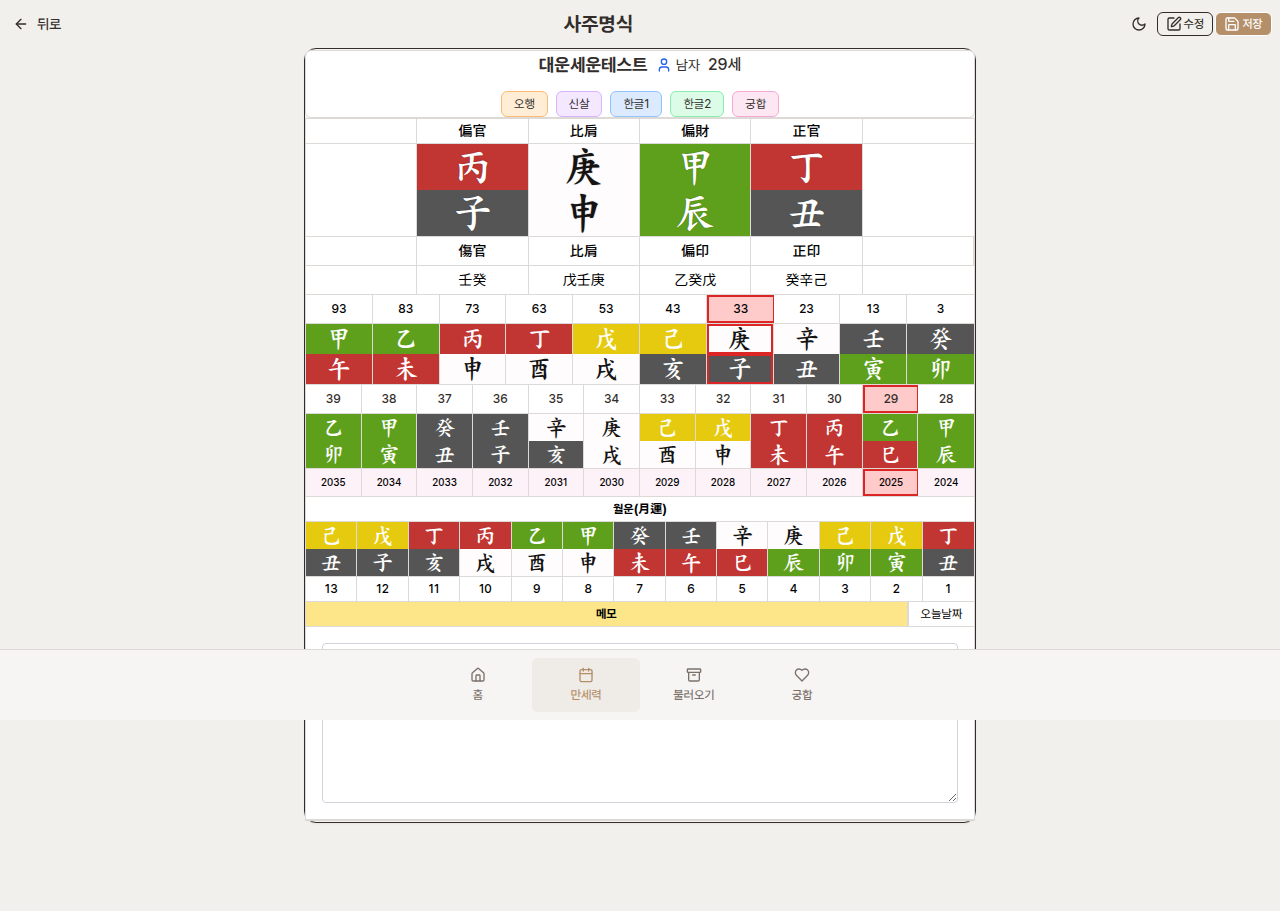 뒤로 사주명식 수정 저장
대운세운테스트 남자 29세
오행 신살 한글1 한글2 궁합
偏官 比肩 偏財 正官
丙 庚 甲 丁
子 申 辰 丑
傷官 比肩 偏印 正印
壬癸 戊壬庚 乙癸戊 癸辛己
93 83 73 63 53 43 33 23 13 3
甲 乙 丙 丁 戊 己 庚 辛 壬 癸
午 未 申 酉 戌 亥 子 丑 寅 卯
39 38 37 36 35 34 33 32 31 30 29 28
乙 甲 癸 壬 辛 庚 己 戊 丁 丙 乙 甲
卯 寅 丑 子 亥 戌 酉 申 未 午 巳 辰
2035 2034 2033 2032 2031 2030 2029 2028 2027 2026 2025 2024
월운(月運)
己 戊 丁 丙 乙 甲 癸 壬 辛 庚 己 戊 丁
丑 子 亥 戌 酉 申 未 午 巳 辰 卯 寅 丑
13 12 11 10 9 8 7 6 5 4 3 2 1
메모 오늘날짜
홈 만세력 불러오기 궁합